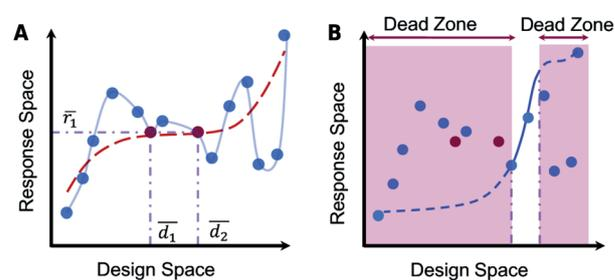 A
Response Space
r̅₁
d̅₁
d̅₂
Design Space
B
Dead Zone
Dead Zone
Response Space
Design Space